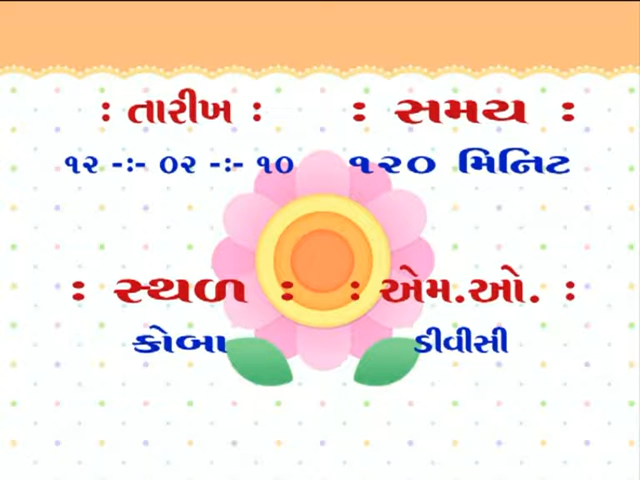 : તારીખ : : સમય :
૧૨ -:- ૦૨ -:- ૧૦ ૧૨૦ મિનિટ
: સ્થળ : : એમ.ઓ. :
કોબા ડીવીસી